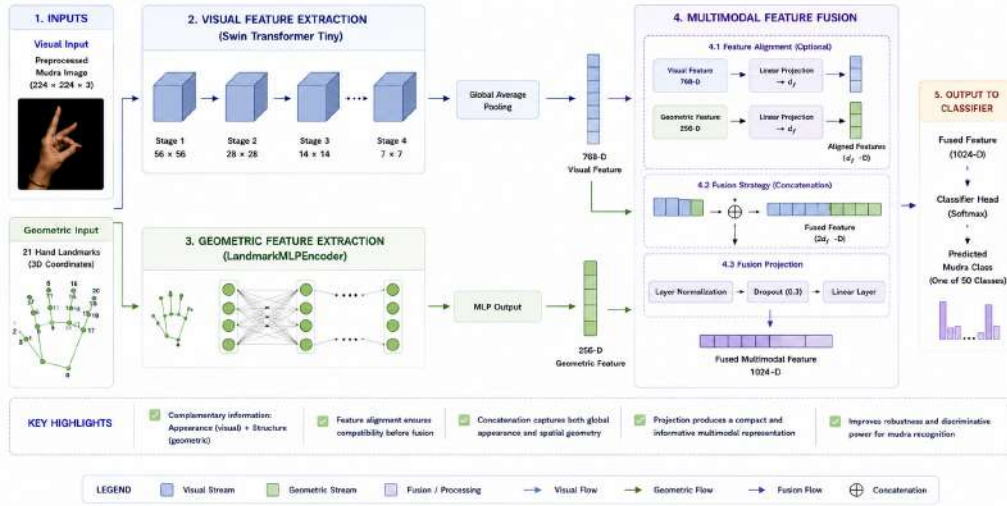 1. INPUTS
Visual Input
Preprocessed
Mudra Image
(224 × 224 × 3)
Geometric Input
21 Hand Landmarks
(3D Coordinates)
2. VISUAL FEATURE EXTRACTION
(Swin Transformer Tiny)
Stage 1
56 × 56
Stage 2
28 × 28
Stage 3
14 × 14
Stage 4
7 × 7
Global Average
Pooling
768-D
Visual Feature
3. GEOMETRIC FEATURE EXTRACTION
(LandmarkMLPEncoder)
MLP Output
256-D
Geometric Feature
4. MULTIMODAL FEATURE FUSION
4.1 Feature Alignment (Optional)
Visual Feature
768-D
Linear Projection
→ d_f
Geometric Feature
256-D
Linear Projection
→ d_f
Aligned Features
(d_f -D)
4.2 Fusion Strategy (Concatenation)
Fused Feature
(2d_f -D)
4.3 Fusion Projection
Layer Normalization
Dropout (0.3)
Linear Layer
Fused Multimodal Feature
1024-D
5. OUTPUT TO
CLASSIFIER
Fused Feature
(1024-D)
Classifier Head
(Softmax)
Predicted
Mudra Class
(One of 50 Classes)
KEY HIGHLIGHTS
Complementary information:
Appearance (visual) + Structure
(geometric)
Feature alignment ensures
compatibility before fusion
Concatenation captures both global
appearance and spatial geometry
Projection produces a compact and
informative multimodal representation
Improves robustness and discriminative
power for mudra recognition
LEGEND
Visual Stream
Geometric Stream
Fusion / Processing
Visual Flow
Geometric Flow
Fusion Flow
Concatenation